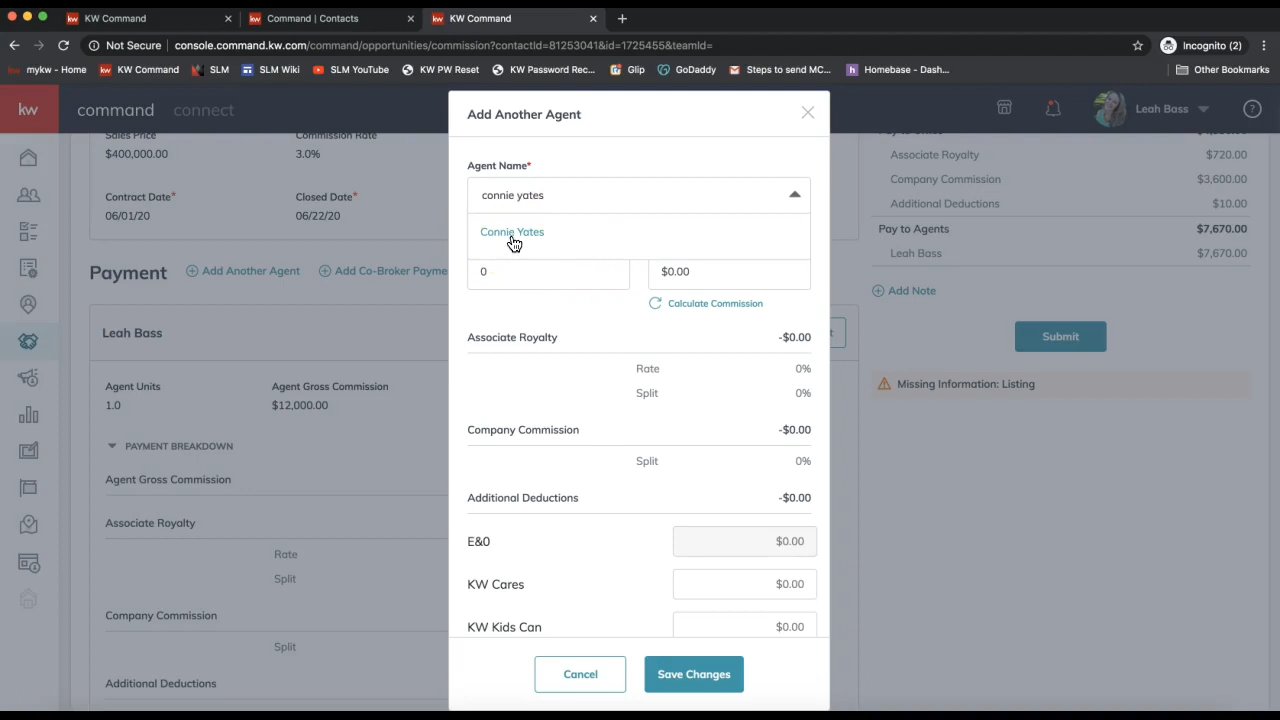 KW Command
Command | Contacts
KW Command
Not Secure
console.command.kw.com/command/opportunities/commission?contactId=81253041&id=1725455&teamId=
Incognito (2)
mykw - Home
KW Command
SLM
SLM Wiki
SLM YouTube
KW PW Reset
KW Password Rec...
Glip
GoDaddy
Steps to send MC...
Homebase - Dash...
Other Bookmarks
kw
command
connect
Leah Bass
Sales Price
Commission Rate
$400,000.00
3.0%
Contract Date*
Closed Date*
06/01/20
06/22/20
Payment
Add Another Agent
Add Co-Broker Payme
Leah Bass
Agent Units
Agent Gross Commission
1.0
$12,000.00
PAYMENT BREAKDOWN
Agent Gross Commission
Associate Royalty
Rate
Split
Company Commission
Split
Additional Deductions
Add Another Agent
Agent Name*
connie yates
Connie Yates
0
$0.00
Calculate Commission
Associate Royalty
-$0.00
Rate
0%
Split
0%
Company Commission
-$0.00
Split
0%
Additional Deductions
-$0.00
E&0
$0.00
KW Cares
$0.00
KW Kids Can
$0.00
Cancel
Save Changes
Associate Royalty
$720.00
Company Commission
$3,600.00
Additional Deductions
$10.00
Pay to Agents
$7,670.00
Leah Bass
$7,670.00
Add Note
Submit
Missing Information: Listing